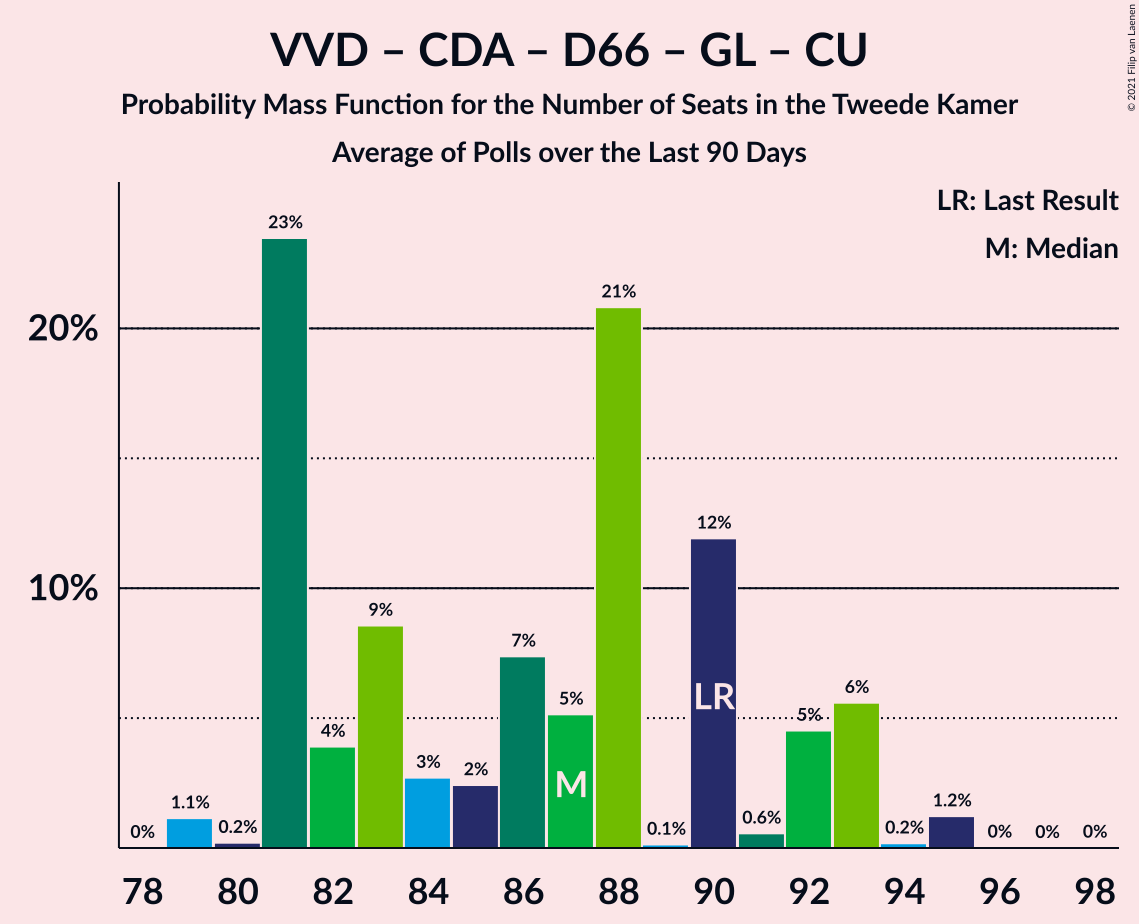 VVD – CDA – D66 – GL – CU
Probability Mass Function for the Number of Seats in the Tweede Kamer
Average of Polls over the Last 90 Days
© 2021 Filip van Laenen
LR: Last Result
M: Median
20%
10%
0%
1.1%
0.2%
23%
4%
9%
3%
2%
7%
5%
21%
0.1%
12%
0.6%
5%
6%
0.2%
1.2%
0%
0%
0%
M
LR
78 80 82 84 86 88 90 92 94 96 98